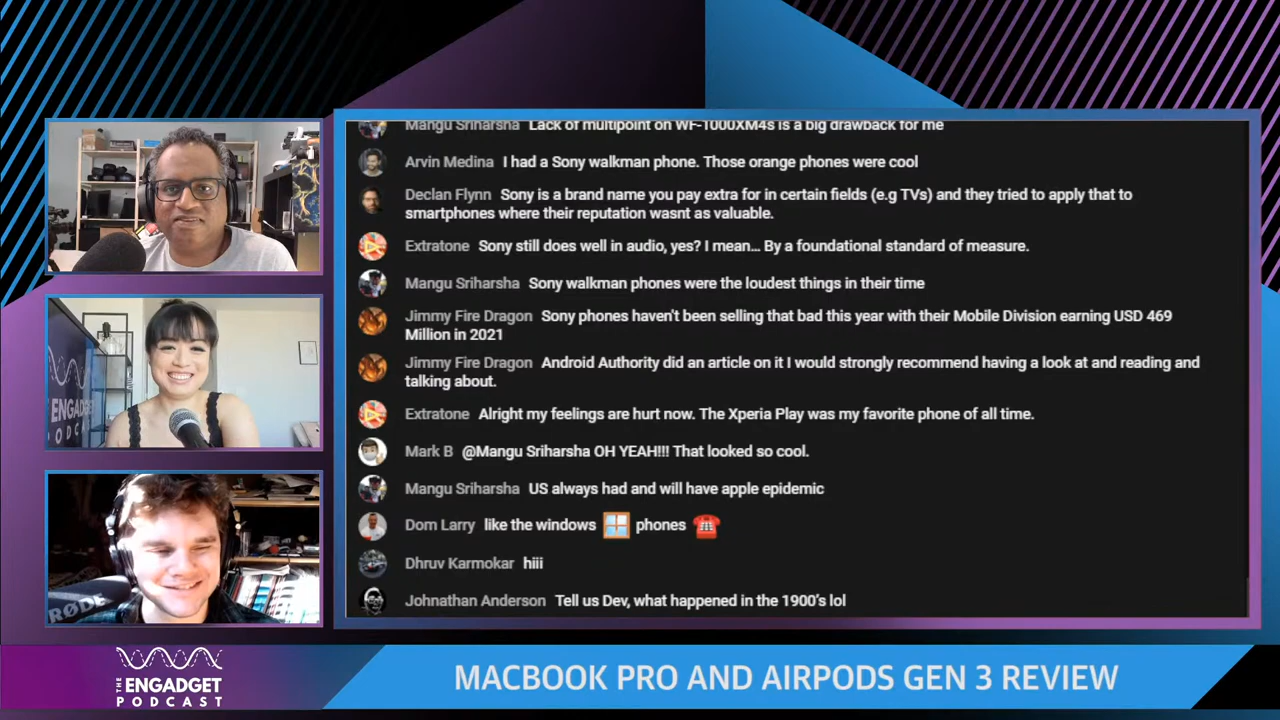 Mangu Sriharsha Lack of multipoint on WF-1000XM4s is a big drawback for me
Arvin Medina I had a Sony walkman phone. Those orange phones were cool
Declan Flynn Sony is a brand name you pay extra for in certain fields (e.g TVs) and they tried to apply that to
smartphones where their reputation wasnt as valuable.
Extratone Sony still does well in audio, yes? I mean... By a foundational standard of measure.
Mangu Sriharsha Sony walkman phones were the loudest things in their time
Jimmy Fire Dragon Sony phones haven't been selling that bad this year with their Mobile Division earning USD 469
Million in 2021
Jimmy Fire Dragon Android Authority did an article on it I would strongly recommend having a look at and reading and
talking about.
Extratone Alright my feelings are hurt now. The Xperia Play was my favorite phone of all time.
Mark B @Mangu Sriharsha OH YEAH!!! That looked so cool.
Mangu Sriharsha US always had and will have apple epidemic
Dom Larry like the windows 🪟 phones ☎️
Dhruv Karmokar hiii
Johnathan Anderson Tell us Dev, what happened in the 1900's lol
ENGADG
PODC
RØDE
THE
ENGADGET
PODCAST
MACBOOK PRO AND AIRPODS GEN 3 REVIEW